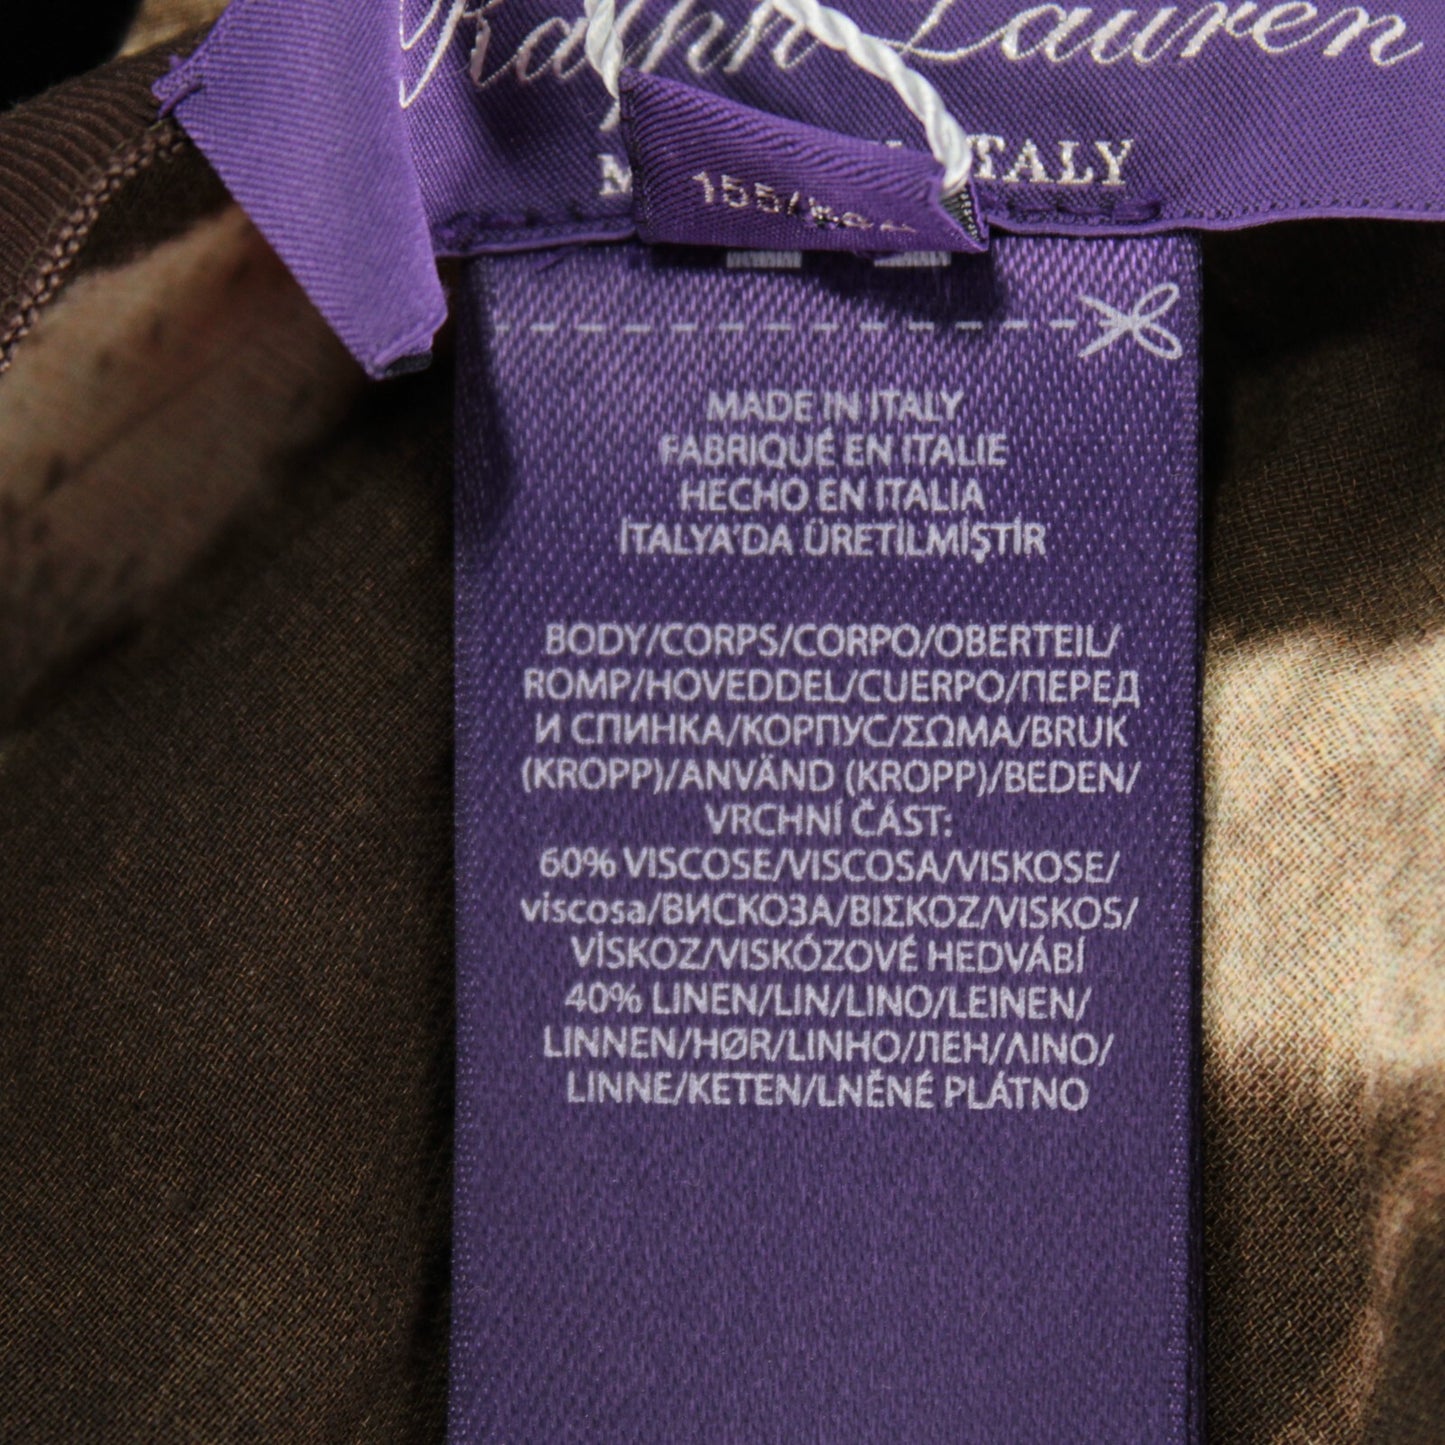 Ralph Lauren
ITALY
MADE IN ITALY
FABRIQUÉ EN ITALIE
HECHO EN ITALIA
İTALYA'DA ÜRETİLMİŞTİR
BODY/CORPS/CORPO/OBERTEIL/
ROMP/HOVEDDEL/CUERPO/ПЕРЕД
И СПИНКА/КОРПУС/ΣΩΜΑ/BRUK
(KROPP)/ANVÄND (KROPP)/BEDEN/
VRCHNÍ ČÁST:
60% VISCOSE/VISCOSA/VISKOSE/
viscosa/ВИСКОЗА/ΒΙΣΚΟΖ/VISKOS/
VİSKOZ/VISKÓZOVÉ HEDVÁBÍ
40% LINEN/LIN/LINO/LEINEN/
LINNEN/HØR/LINHO/ЛЕН/ΛΙΝΟ/
LINNE/KETEN/LNĚNÉ PLÁTNO